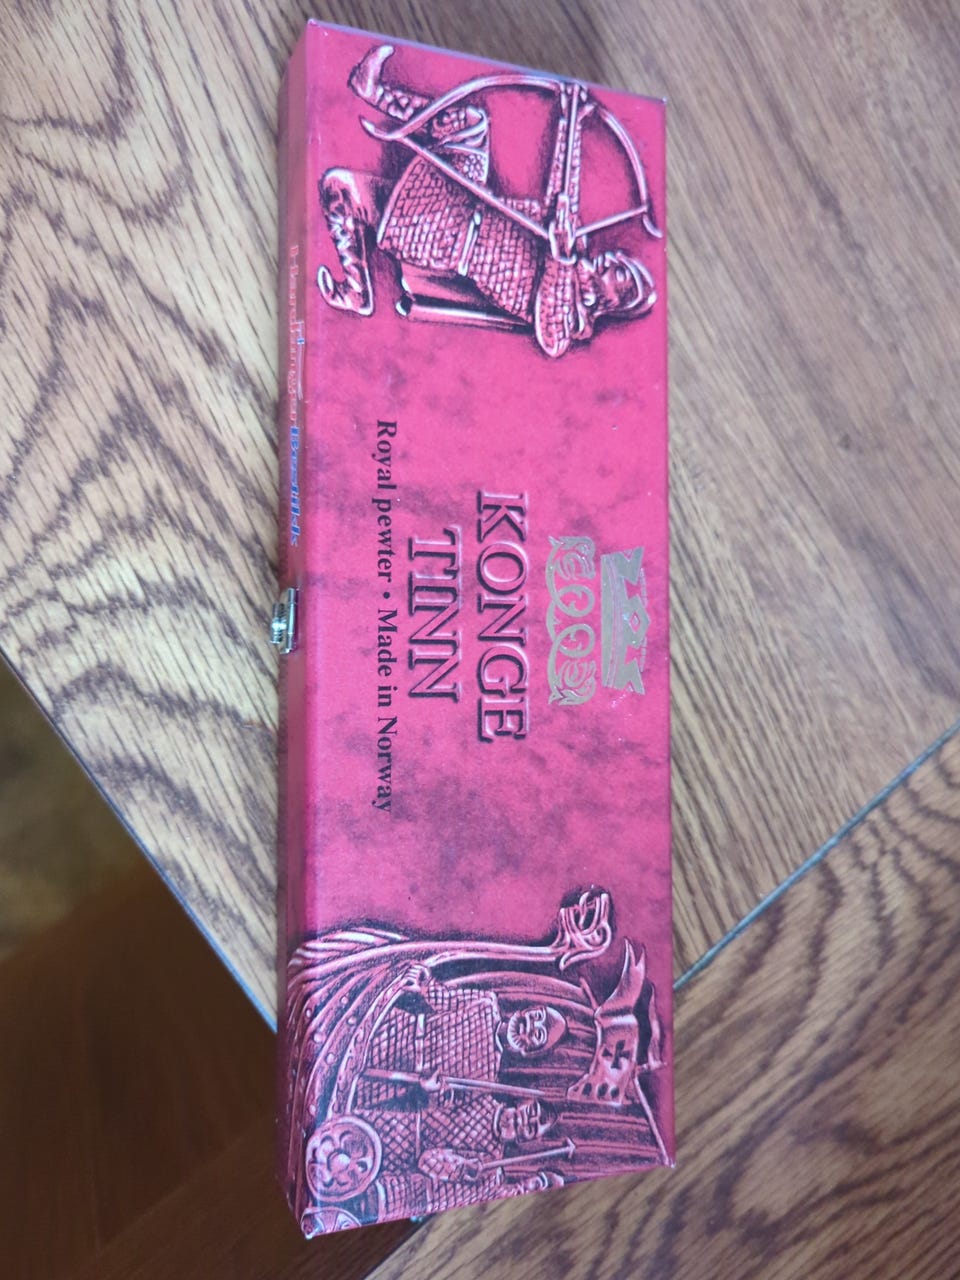 KONGE
TINN
Royal pewter • Made in Norway